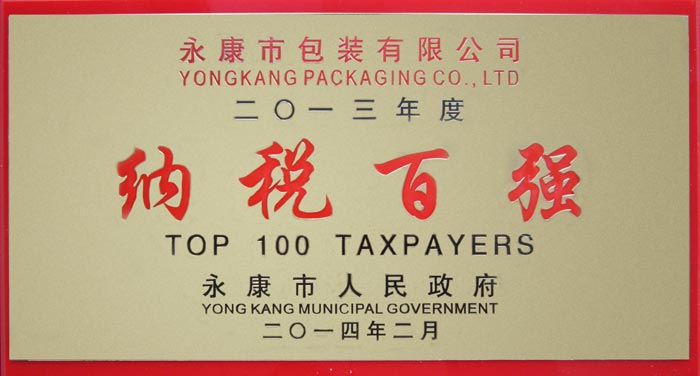 永康市包装有限公司
YONGKANG PACKAGING CO., LTD
二〇一三年度
纳税百强
TOP 100 TAXPAYERS
永康市人民政府
YONG KANG MUNICIPAL GOVERNMENT
二〇一四年二月